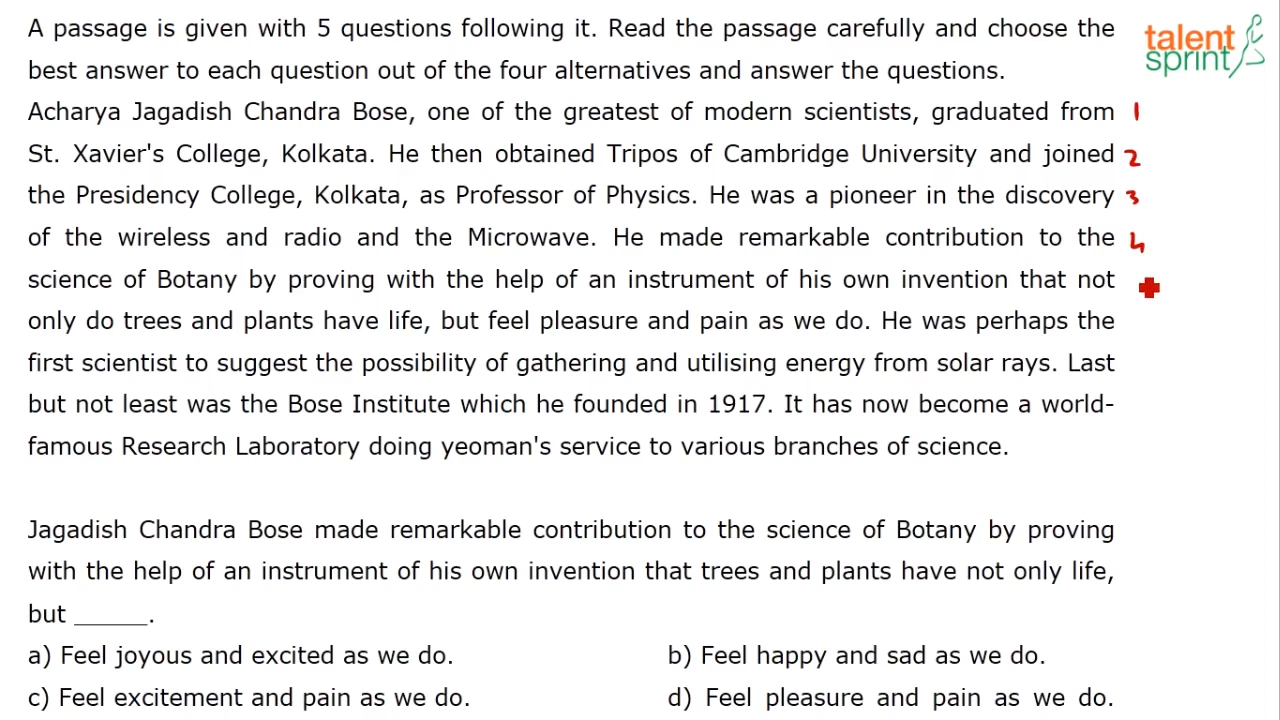 A passage is given with 5 questions following it. Read the passage carefully and choose the
best answer to each question out of the four alternatives and answer the questions.
talent
sprint
Acharya Jagadish Chandra Bose, one of the greatest of modern scientists, graduated from 1
St. Xavier's College, Kolkata. He then obtained Tripos of Cambridge University and joined 2
the Presidency College, Kolkata, as Professor of Physics. He was a pioneer in the discovery 3
of the wireless and radio and the Microwave. He made remarkable contribution to the 4
science of Botany by proving with the help of an instrument of his own invention that not
only do trees and plants have life, but feel pleasure and pain as we do. He was perhaps the
first scientist to suggest the possibility of gathering and utilising energy from solar rays. Last
but not least was the Bose Institute which he founded in 1917. It has now become a world-
famous Research Laboratory doing yeoman's service to various branches of science.
Jagadish Chandra Bose made remarkable contribution to the science of Botany by proving
with the help of an instrument of his own invention that trees and plants have not only life,
but ______.
a) Feel joyous and excited as we do. b) Feel happy and sad as we do.
c) Feel excitement and pain as we do. d) Feel pleasure and pain as we do.